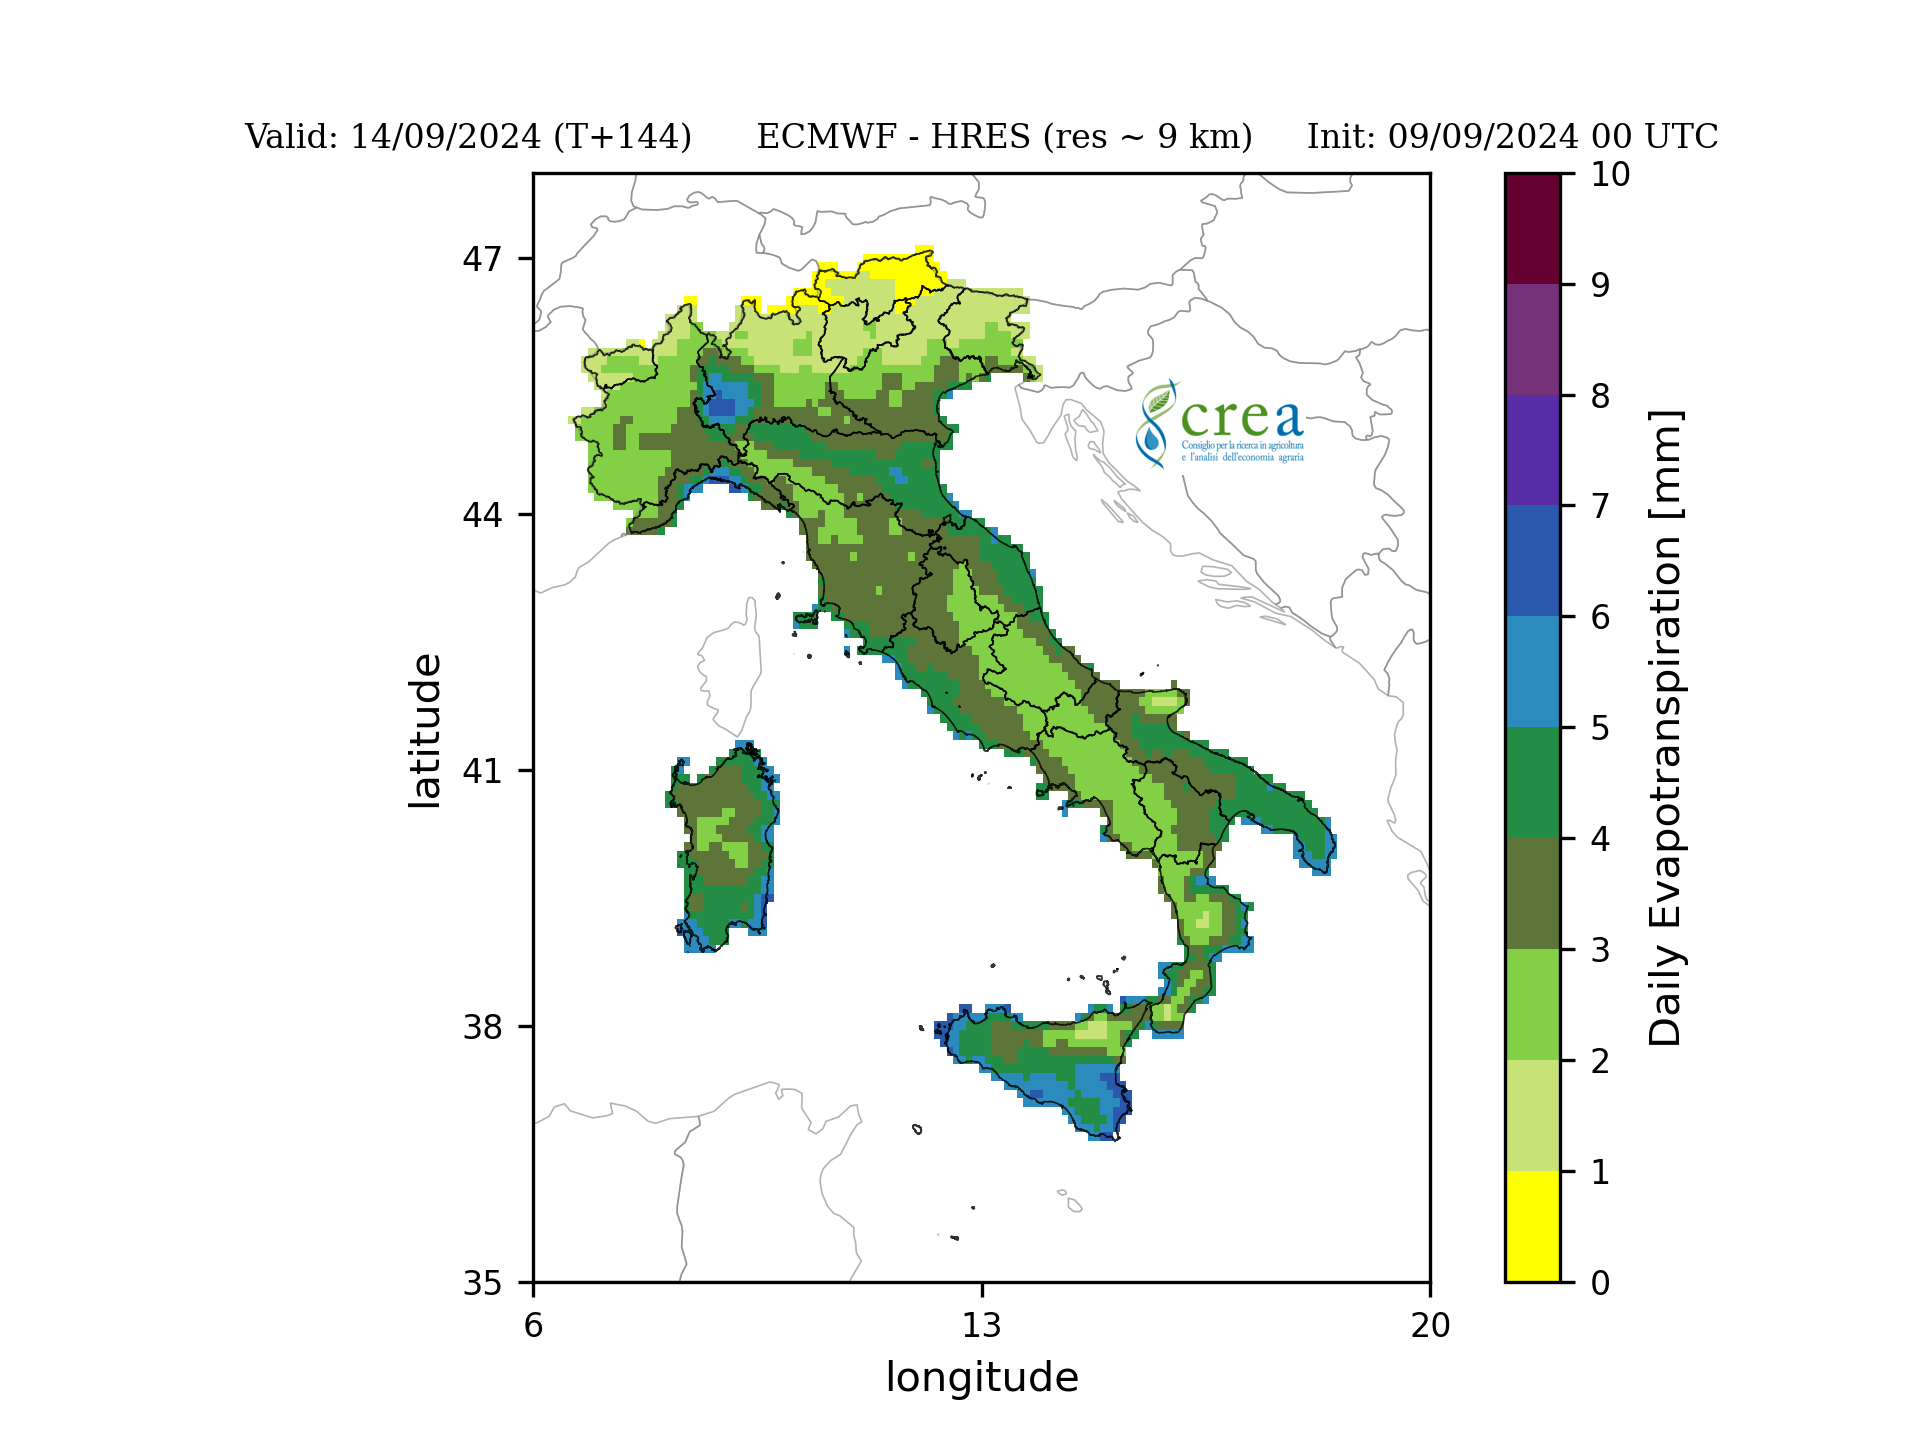 Valid: 14/09/2024 (T+144) ECMWF - HRES (res ~ 9 km) Init: 09/09/2024 00 UTC
crea
Consiglio per la ricerca in agricoltura
e l'analisi dell'economia agraria
47
44
41
38
35
latitude
6 13 20
longitude
10
9
8
7
6
5
4
3
2
1
0
Daily Evapotranspiration [mm]